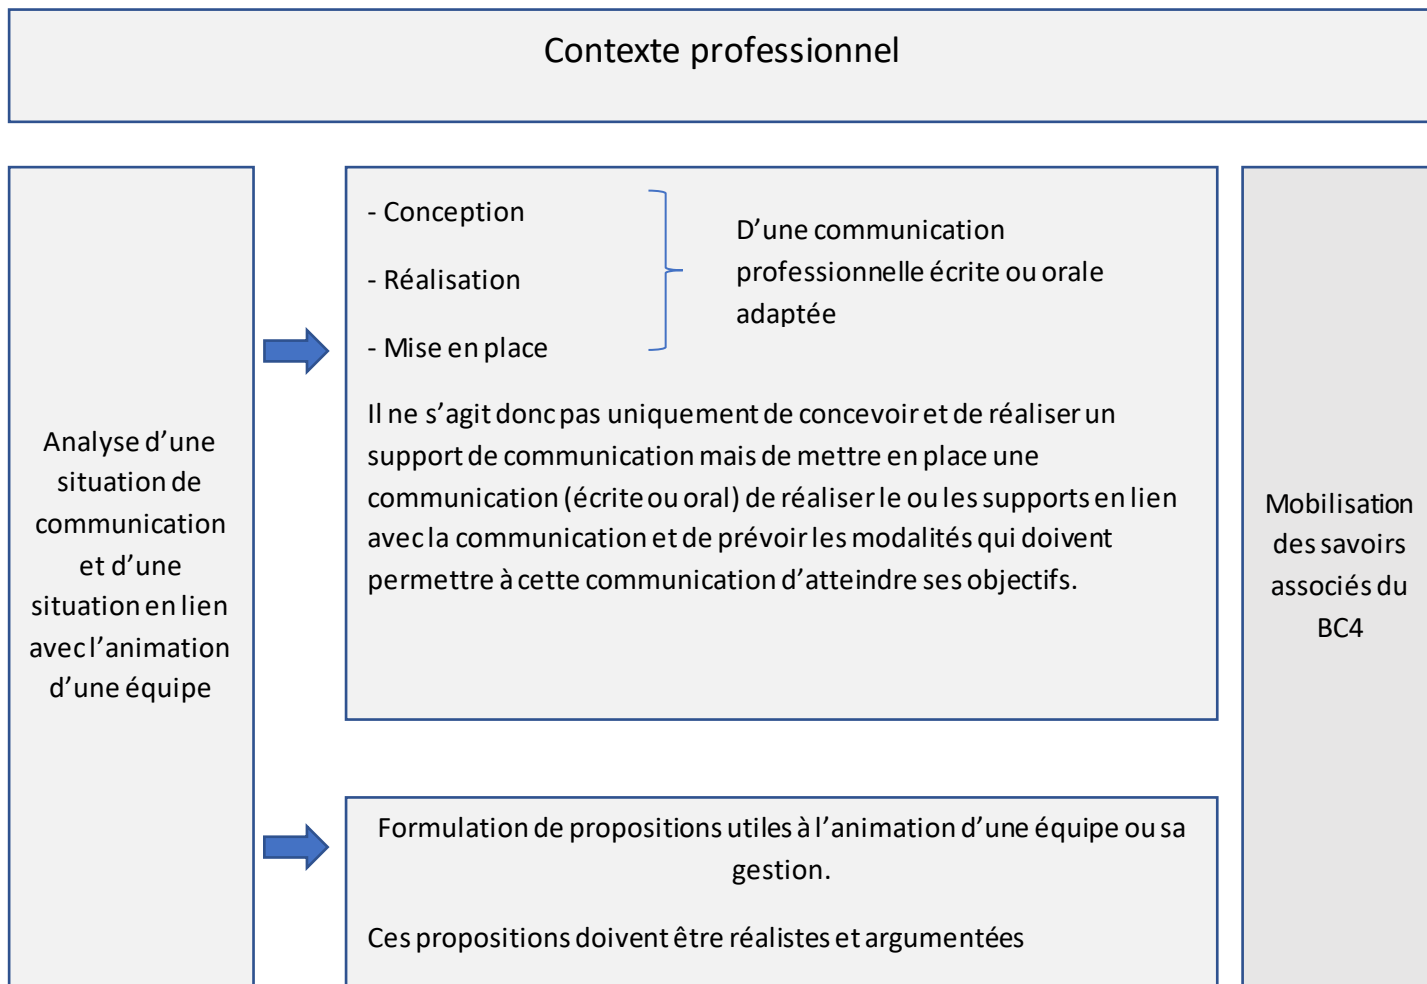 Contexte professionnel
Analyse d’une
situation de
communication
et d’une
situation en lien
avec l’animation
d’une équipe
- Conception
- Réalisation
- Mise en place
D’une communication
professionnelle écrite ou orale
adaptée
Il ne s’agit donc pas uniquement de concevoir et de réaliser un
support de communication mais de mettre en place une
communication (écrite ou oral) de réaliser le ou les supports en lien
avec la communication et de prévoir les modalités qui doivent
permettre à cette communication d’atteindre ses objectifs.
Formulation de propositions utiles à l’animation d’une équipe ou sa
gestion.
Ces propositions doivent être réalistes et argumentées
Mobilisation
des savoirs
associés du
BC4